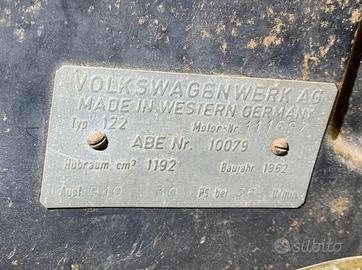 VOLKSWAGENWERK AG
MADE IN WESTERN GERMANY
Typ 122 Motor-Nr.
ABE Nr. 10079
Hubraum cm³ 1192 Baujahr 1962
Ausf. PS bei U/min
subito